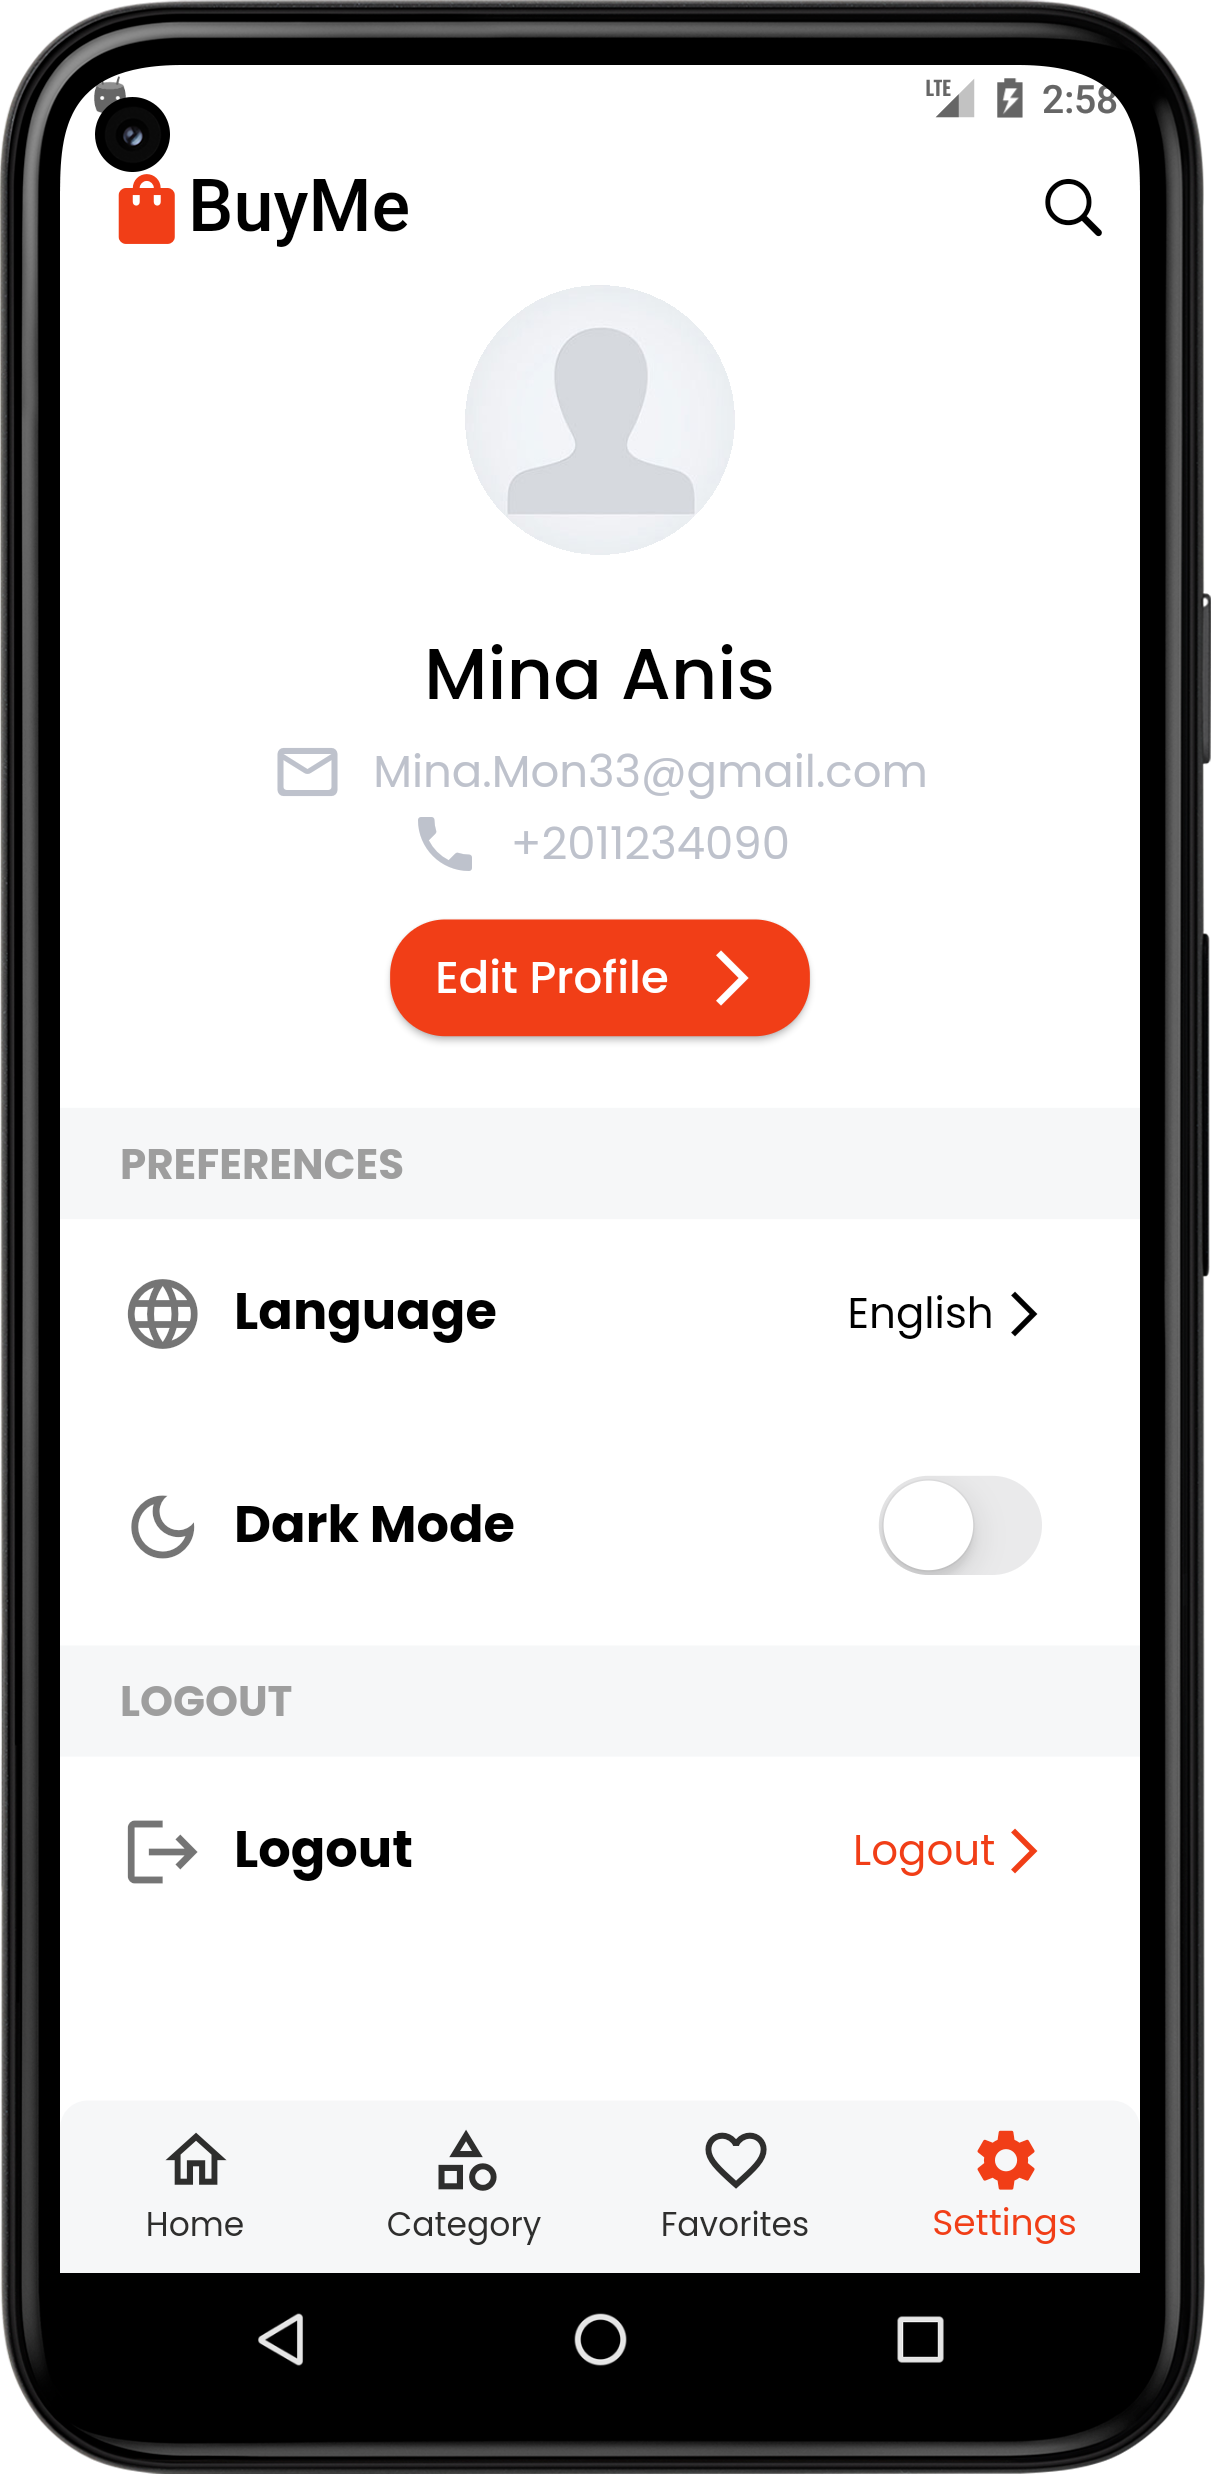 LTE 2:58
BuyMe
Mina Anis
Mina.Mon33@gmail.com
+2011234090
Edit Profile
PREFERENCES
Language English
Dark Mode
LOGOUT
Logout Logout
Home Category Favorites Settings